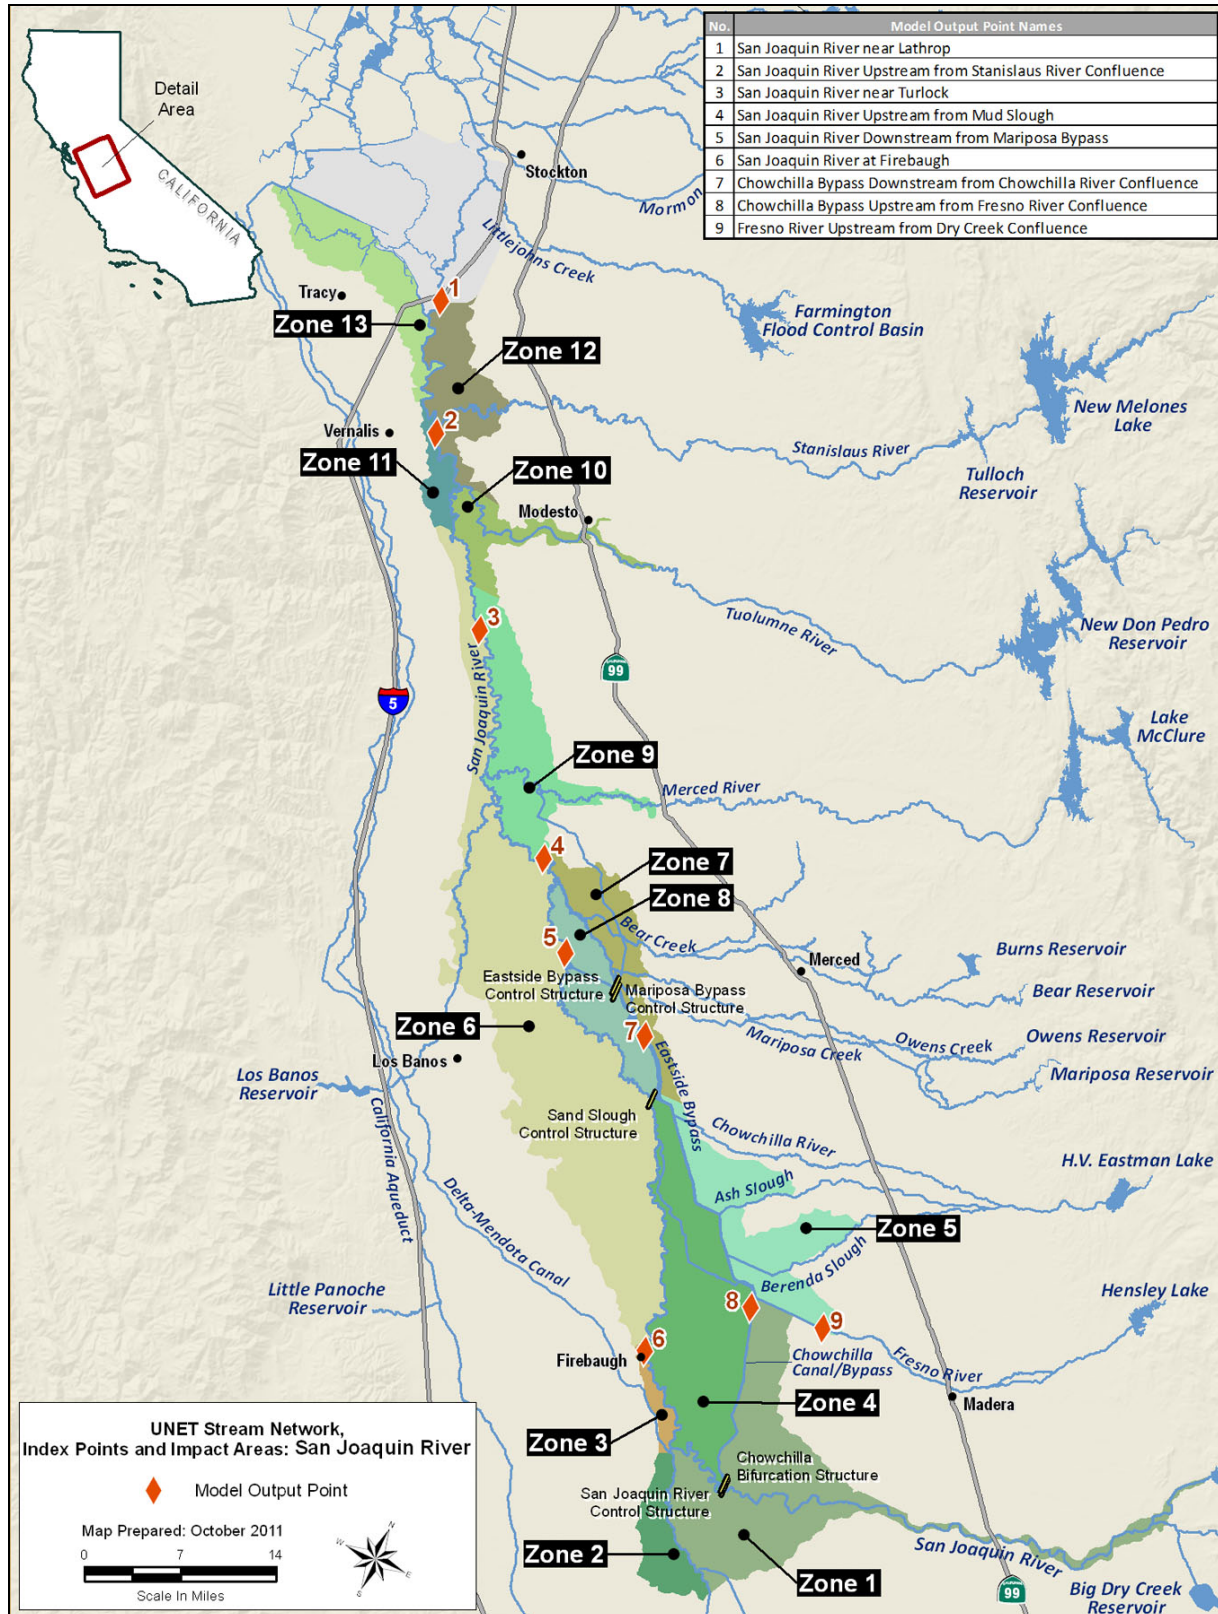 No. Model Output Point Names
1 San Joaquin River near Lathrop
2 San Joaquin River Upstream from Stanislaus River Confluence
3 San Joaquin River near Turlock
4 San Joaquin River Upstream from Mud Slough
5 San Joaquin River Downstream from Mariposa Bypass
6 San Joaquin River at Firebaugh
7 Chowchilla Bypass Downstream from Chowchilla River Confluence
8 Chowchilla Bypass Upstream from Fresno River Confluence
9 Fresno River Upstream from Dry Creek Confluence
Detail
Area
CALIFORNIA
Stockton
Mormon
Littlejohns Creek
Tracy
1
Zone 13
Farmington
Flood Control Basin
Zone 12
New Melones
Lake
2
Vernalis
Stanislaus River
Zone 11
Zone 10
Tulloch
Reservoir
Modesto
3
Tuolumne River
New Don Pedro
Reservoir
San Joaquin River
99
5
Lake
McClure
Zone 9
Merced River
4
Zone 7
Zone 8
5
Bear Creek
Burns Reservoir
Merced
Eastside Bypass
Control Structure
Mariposa Bypass
Control Structure
Bear Reservoir
Zone 6
7
Mariposa Creek
Owens Creek
Owens Reservoir
Los Banos
Eastside Bypass
Mariposa Reservoir
Los Banos
Reservoir
California Aqueduct
Sand Slough
Control Structure
Chowchilla River
H.V. Eastman Lake
Ash Slough
Delta-Mendota Canal
Zone 5
Berenda Slough
Little Panoche
Reservoir
Hensley Lake
8
9
6
Firebaugh
Chowchilla
Canal/Bypass
Fresno River
Zone 4
Madera
Zone 3
Chowchilla
Bifurcation Structure
San Joaquin River
Control Structure
San Joaquin River
Zone 2
Zone 1
99
Big Dry Creek
Reservoir
UNET Stream Network,
Index Points and Impact Areas: San Joaquin River
Model Output Point
Map Prepared: October 2011
0 7 14
Scale In Miles
N
W
E
S